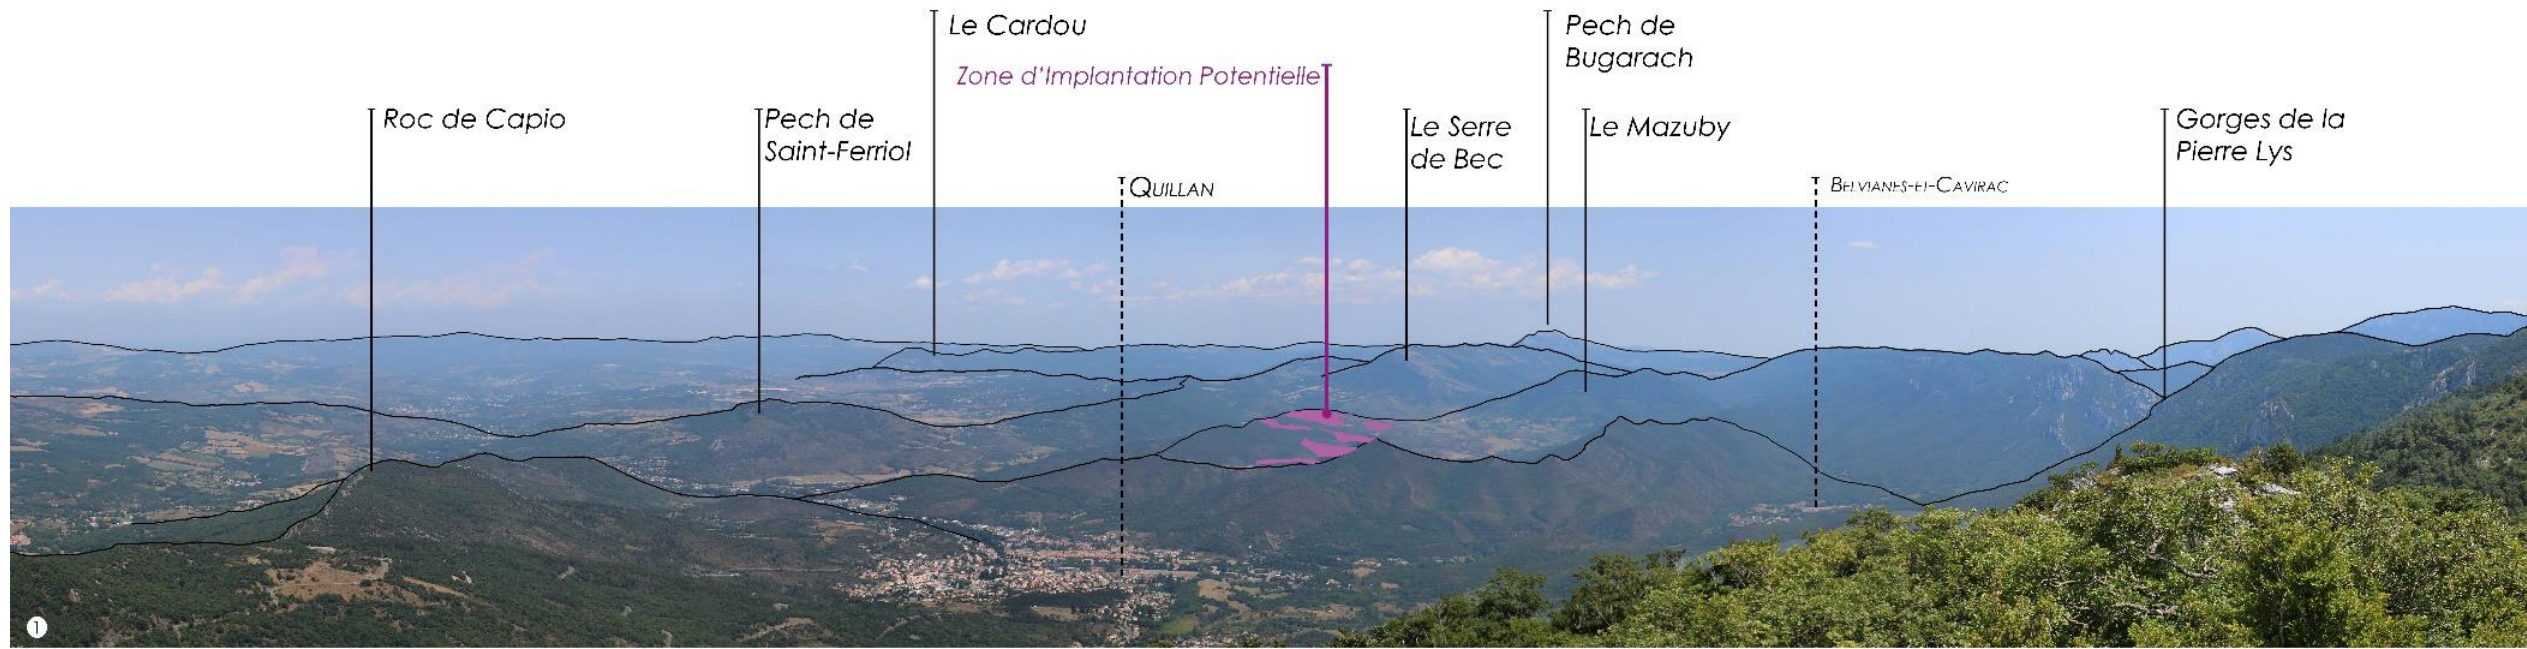 Le Cardou
Pech de
Bugarach
Zone d'Implantation Potentielle
Roc de Capio
Pech de
Saint-Ferriol
Le Serre
de Bec
Le Mazuby
Gorges de la
Pierre Lys
QUILLAN
BELVIANES-ET-CAVIRAC
1